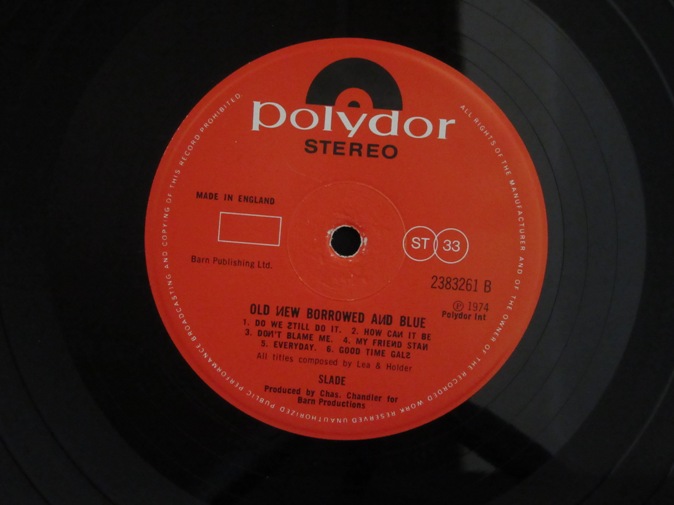 polydor
STEREO
MADE IN ENGLAND
ST 33
Barn Publishing Ltd.
2383261 B
℗ 1974
Polydor Int
OLD NEW BORROWED AND BLUE
1. DO WE STILL DO IT. 2. HOW CAN IT BE
3. DON'T BLAME ME. 4. MY FRIEND STAN
5. EVERYDAY. 6. GOOD TIME GALS
All titles composed by Lea & Holder
SLADE
Produced by Chas. Chandler for
Barn Productions
ALL RIGHTS OF THE MANUFACTURER AND OF THE OWNER OF THE RECORDED WORK RESERVED UNAUTHORIZED PUBLIC PERFORMANCE BROADCASTING AND COPYING OF THIS RECORD PROHIBITED